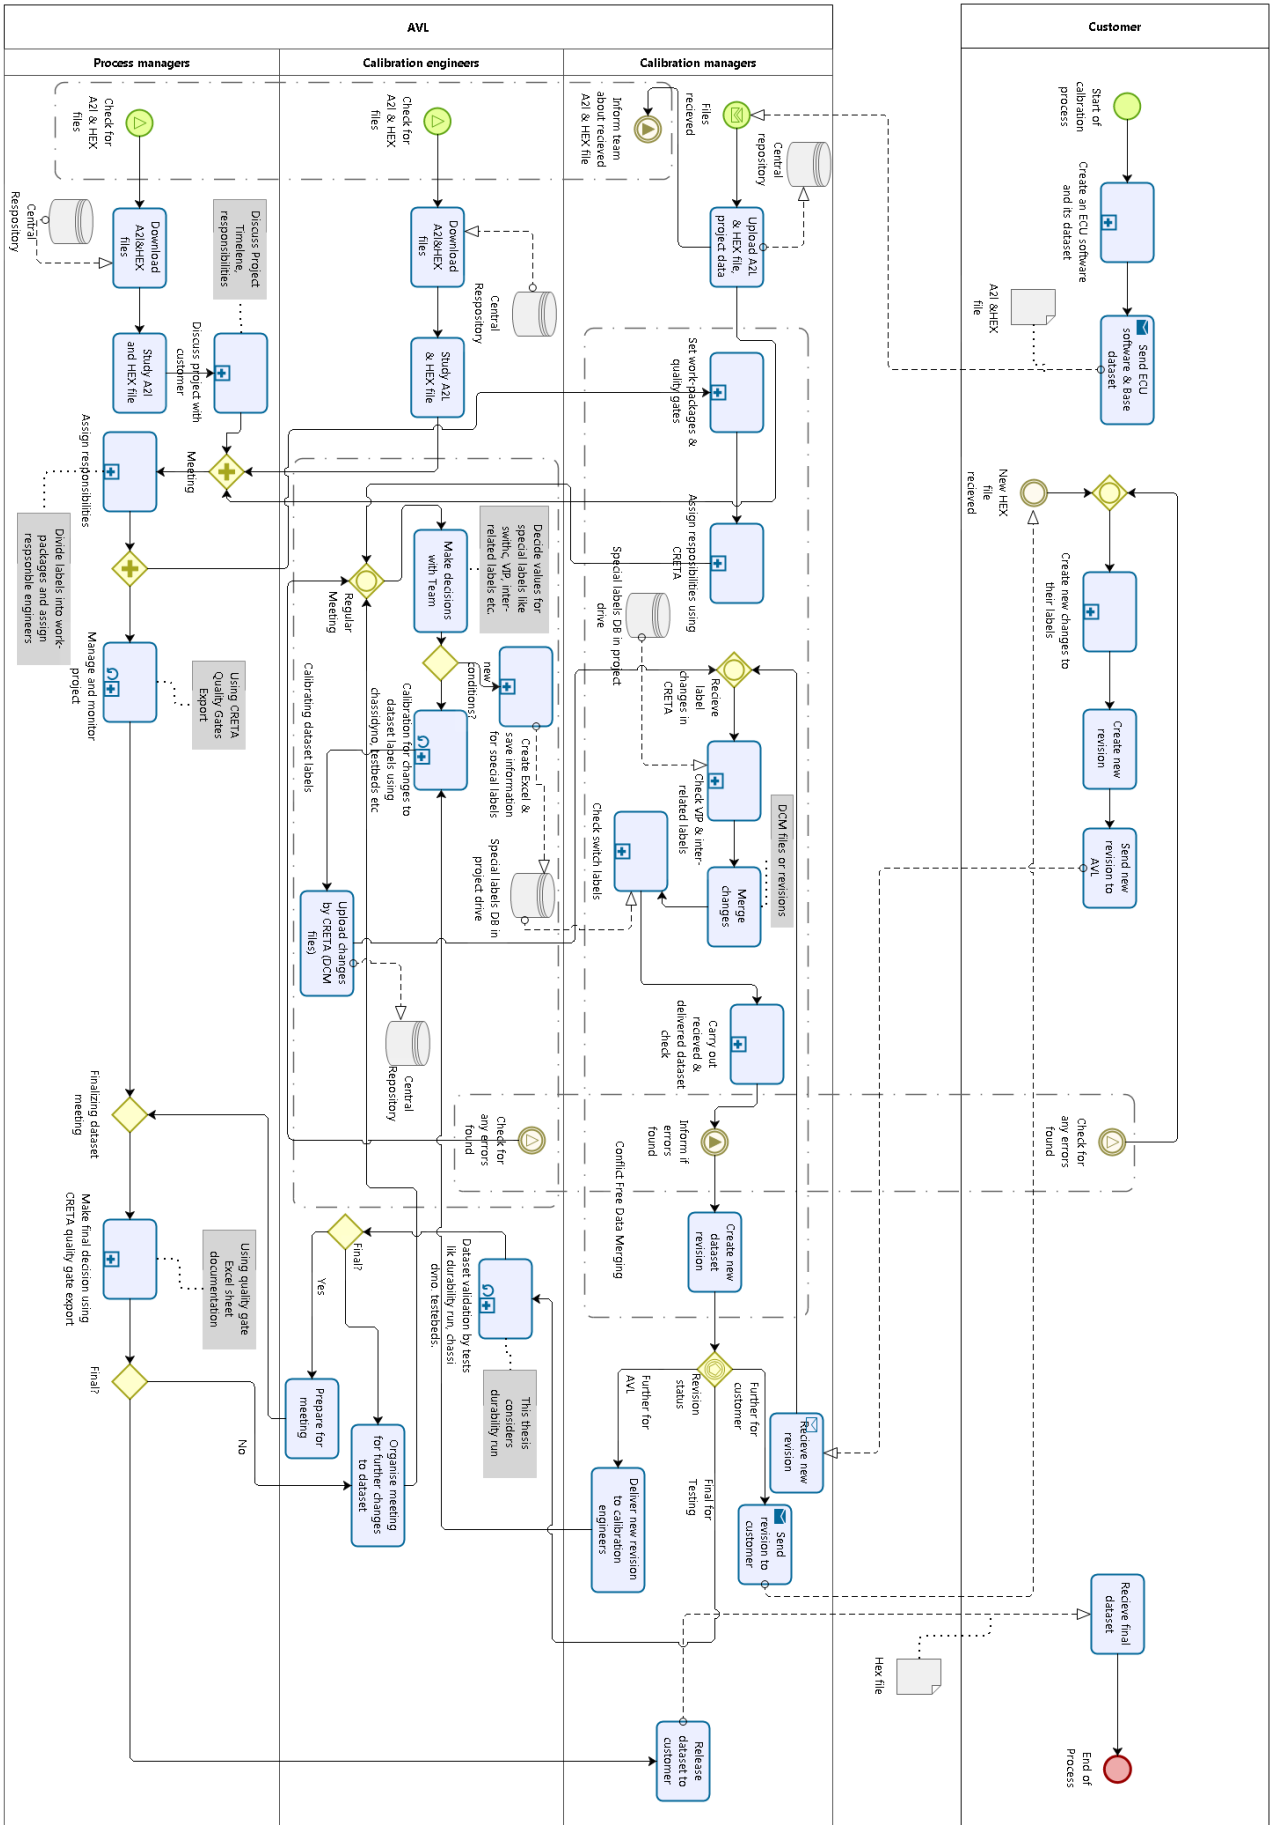 AVL
Customer
Process managers
Calibration engineers
Calibration managers
Check for
A2l & HEX
files
Check for
A2l & HEX
files
Inform team
about recieved
A2l & HEX file
Files
recieved
Central
repository
Start of
calbration
process
Create an ECU software
and its dataset
Central
Respository
Download
A2l&HEX
files
Discuss Project
Timelene,
responsibilities
Download
A2l&HEX
files
Central
Respository
Upload A2L
& HEX file,
project data
A2l &HEX
file
Send ECU
software & Base
dataset
Study A2l
and HEX file
Discuss project with
customer
Study A2L
& HEX file
Set work-packages &
quality gates
Assign responsibilities
Meeting
Divide labels into work-
packages and assign
respsonble engineers
Manage and monitor
project
Using CRETA
Quality Gates
Export
Regular
Meeting
Make decisions
with Team
Decide values for
special labels like
swithc, VIP, inter-
related labels etc.
new
conditions?
Create Excel &
save information
for special labels
Calibration for changes to
dataset labels using
chassidyno, testbeds etc
Calibrating dataset labels
Assign resposibilities using
CRETA
Special labels DB in project
drive
Recieve
label
changes in
CRETA
Check VIP & inter-
related labels
DCM files or revisions
Check switch labels
Merge
changes
New HEX
file
recieved
Create new changes to
their labels
Create new
revision
Send new
revision to
AVL
Upload changes
by CRETA (DCM
files)
Special labels DB in
project drive
Central
Repository
Carry out
recieved &
delivered dataset
check
Finalizing dataset
meeting
Check for
any errors
found
Inform if
errors
found
Conflict Free Data Merging
Check for
any errors
found
Make final decision using
CRETA quality gate export
Using quality gate
Excel sheet
documentation
Final?
No
Final?
Yes
Prepare for
meeting
Organise meeting
for further changes
to dataset
Dataset validation by tests
lik durability run, chassi
dyno, testebeds.
This thesis
considers
durability run
Create new
dataset
revision
Revision
status
Further for
AVL
Further for
customer
Final for
Testing
Recieve new
revision
Deliver new revision
to calibration
engineers
Send
revision to
customer
Release
dataset to
customer
Hex file
Recieve final
dataset
End of
Process